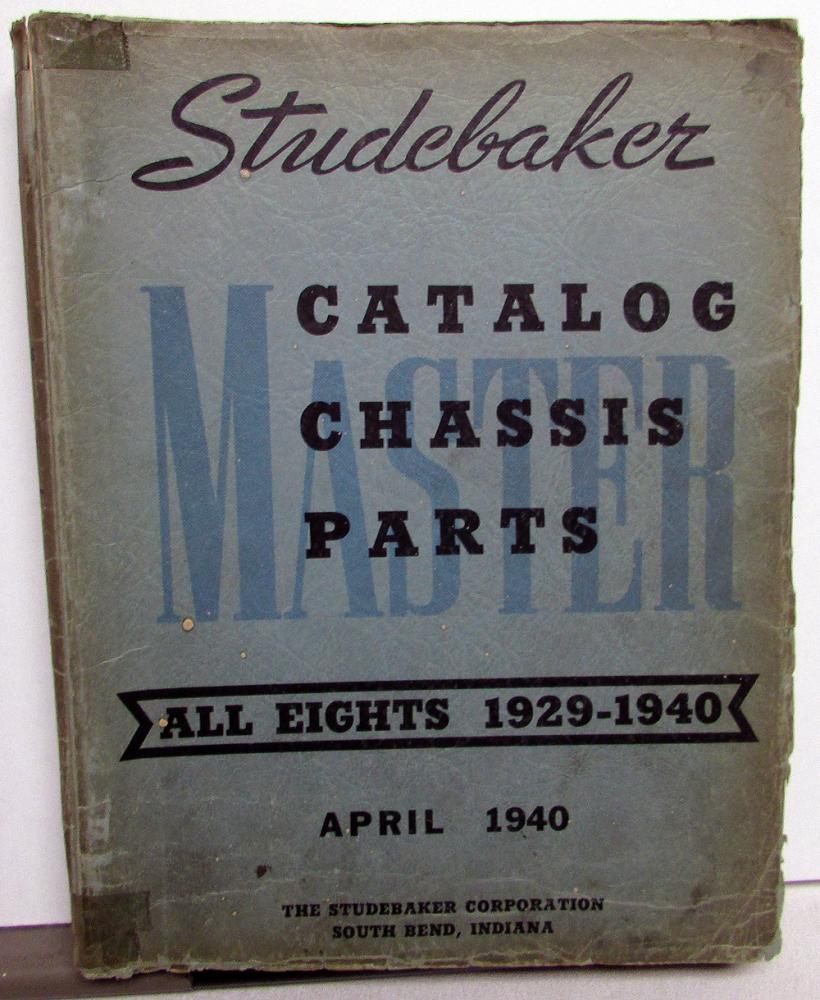 Studebaker
MASTER
CATALOG
CHASSIS
PARTS
ALL EIGHTS 1929-1940
APRIL 1940
THE STUDEBAKER CORPORATION
SOUTH BEND, INDIANA